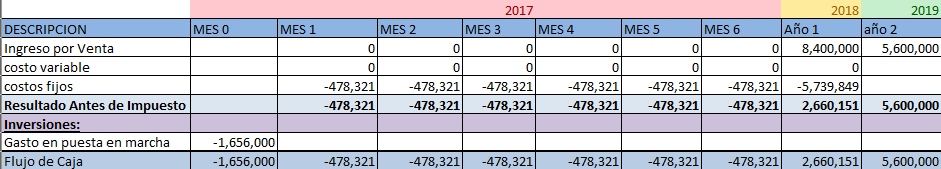 2017 2018 2019
DESCRIPCION MES 0 MES 1 MES 2 MES 3 MES 4 MES 5 MES 6 Año 1 año 2
Ingreso por Venta 0 0 0 0 0 0 8,400,000 5,600,000
costo variable 0 0 0 0 0 0 0
costos fijos -478,321 -478,321 -478,321 -478,321 -478,321 -478,321 -5,739,849
Resultado Antes de Impuesto -478,321 -478,321 -478,321 -478,321 -478,321 -478,321 2,660,151 5,600,000
Inversiones:
Gasto en puesta en marcha -1,656,000
Flujo de Caja -1,656,000 -478,321 -478,321 -478,321 -478,321 -478,321 -478,321 2,660,151 5,600,000